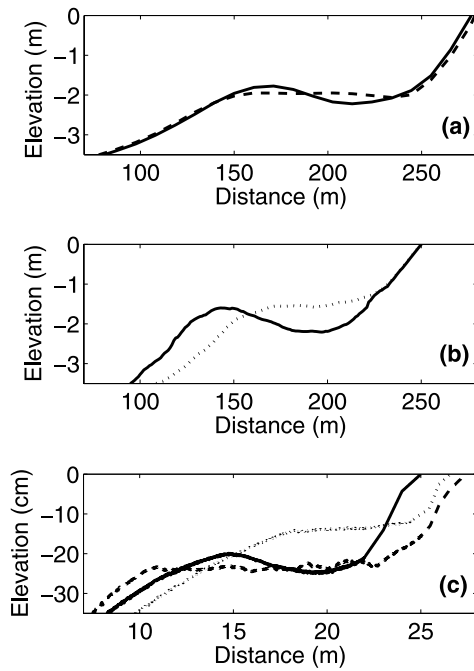 0
−1
−2
−3
Elevation (m)
(a)
100 150 200 250
Distance (m)
0
−1
−2
−3
Elevation (m)
(b)
100 150 200 250
Distance (m)
0
−10
−20
−30
Elevation (cm)
(c)
10 15 20 25
Distance (m)